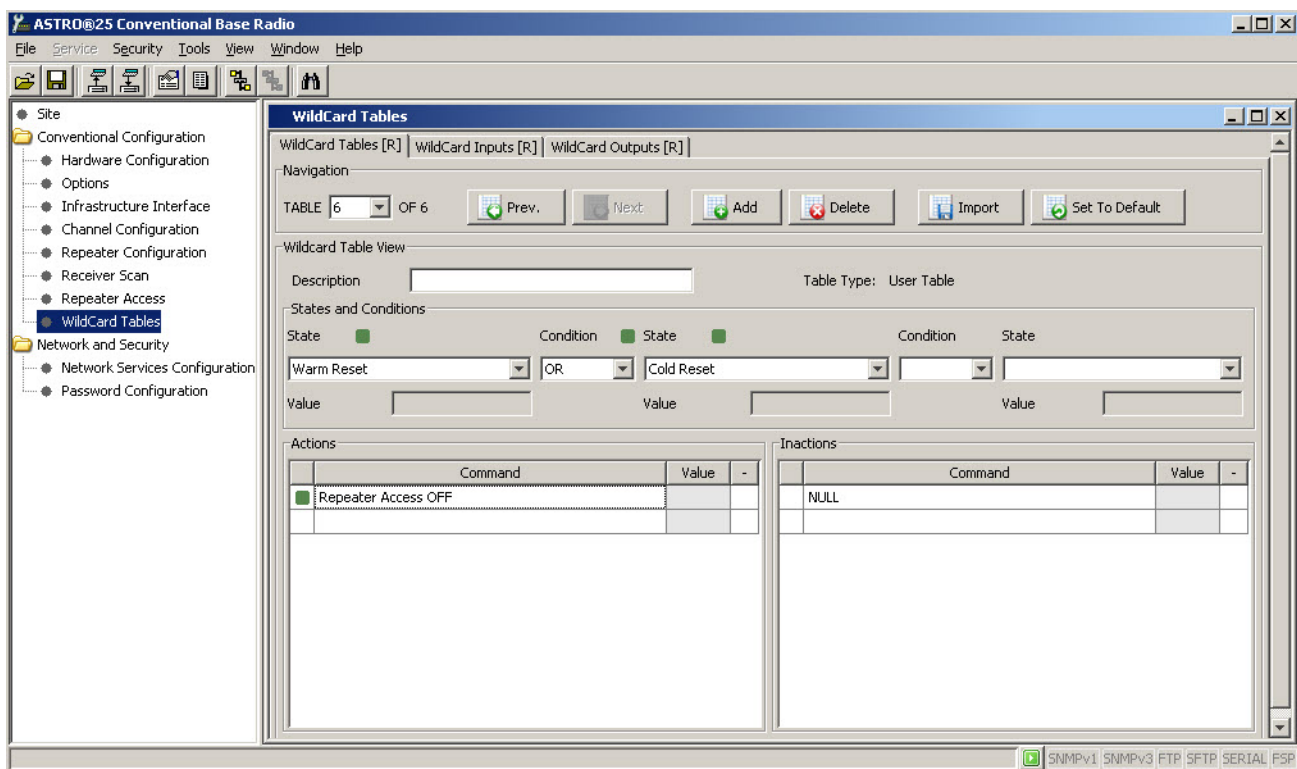 ASTRO®25 Conventional Base Radio
File Service Security Tools View Window Help
Site
Conventional Configuration
Hardware Configuration
Options
Infrastructure Interface
Channel Configuration
Repeater Configuration
Receiver Scan
Repeater Access
WildCard Tables
Network and Security
Network Services Configuration
Password Configuration
WildCard Tables
WildCard Tables [R] WildCard Inputs [R] WildCard Outputs [R]
Navigation
TABLE 6 OF 6 Prev. Next Add Delete Import Set To Default
Wildcard Table View
Description Table Type: User Table
States and Conditions
State Condition State Condition State
Warm Reset OR Cold Reset
Value Value Value
Actions
Command Value -
Repeater Access OFF
Inactions
Command Value -
NULL
SNMPv1 SNMPv3 FTP SFTP SERIAL FSP